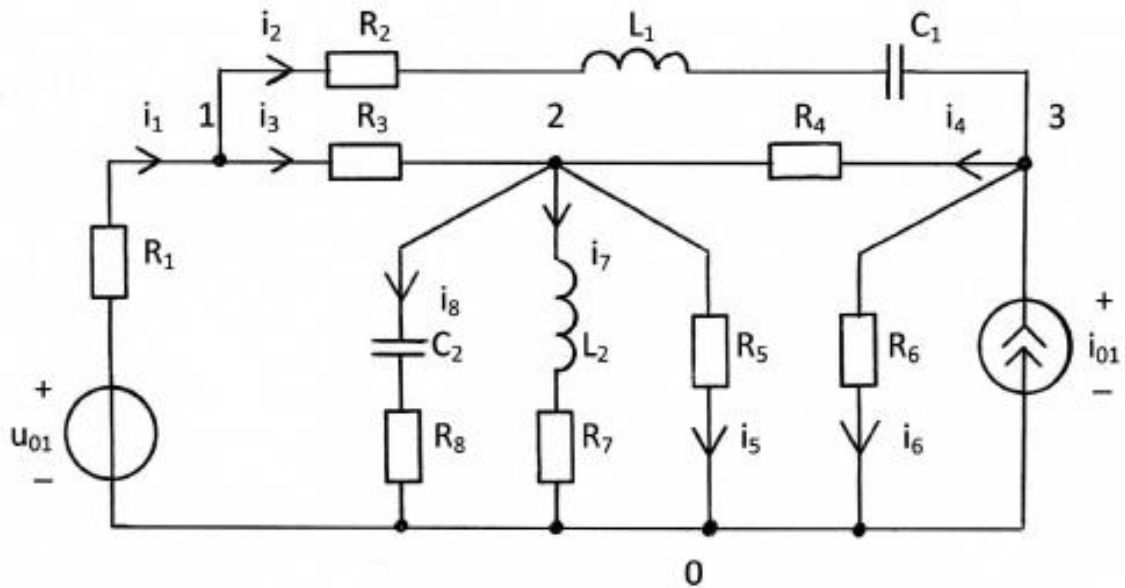 i₂ R₂ L₁ C₁
i₁ 1 i₃ R₃ 2 R₄ i₄ 3
R₁
i₇
i₈
+ C₂ L₂ R₅ R₆ + i₀₁ −
u₀₁ − R₈ R₇ i₅ i₆
0